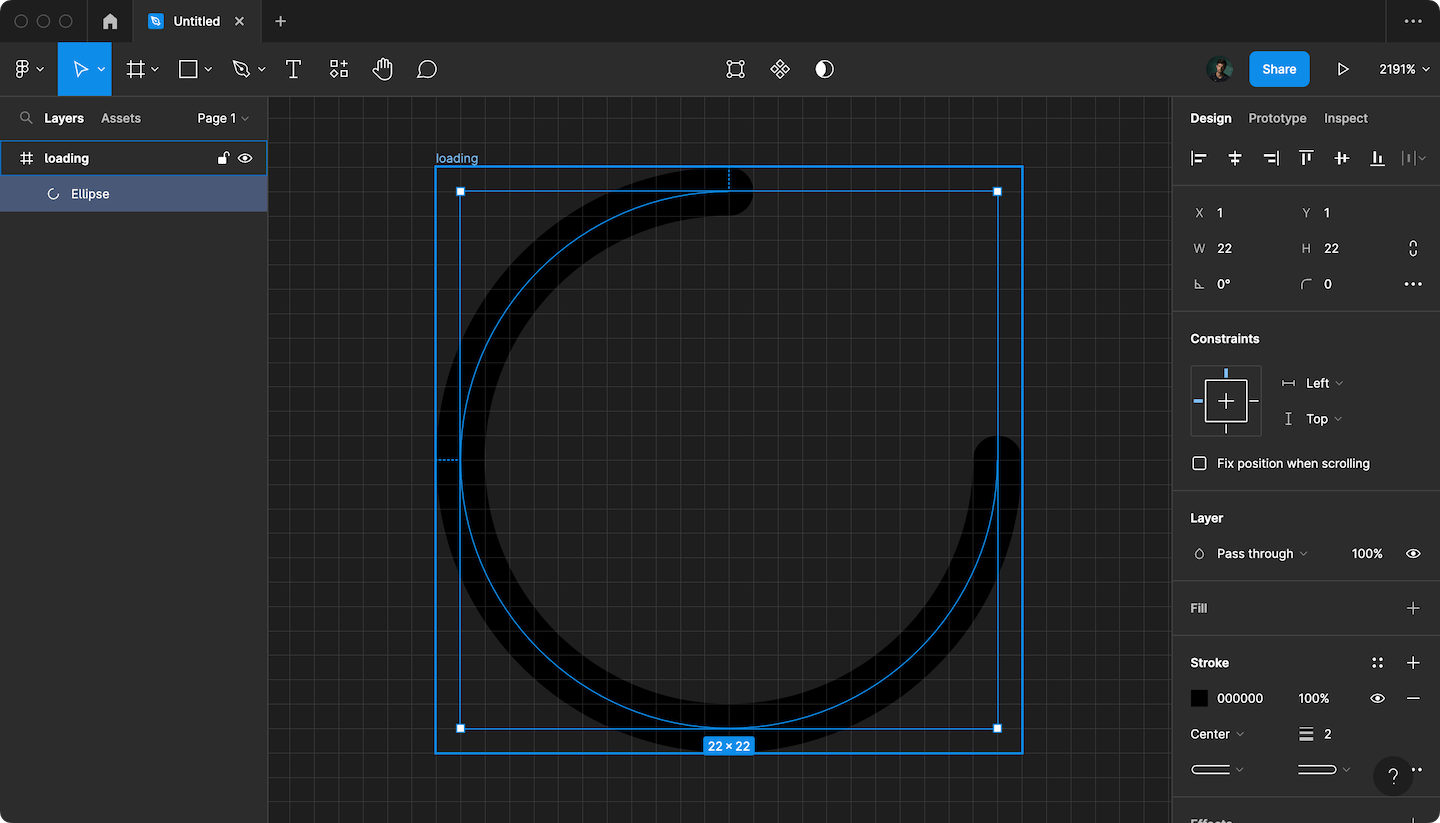 Untitled
Share
2191%
Layers Assets Page 1
loading
Ellipse
loading
22 × 22
Design Prototype Inspect
X 1 Y 1
W 22 H 22
0° 0
Constraints
Left
Top
Fix position when scrolling
Layer
Pass through 100%
Fill
Stroke
000000 100%
Center 2
?
Effects